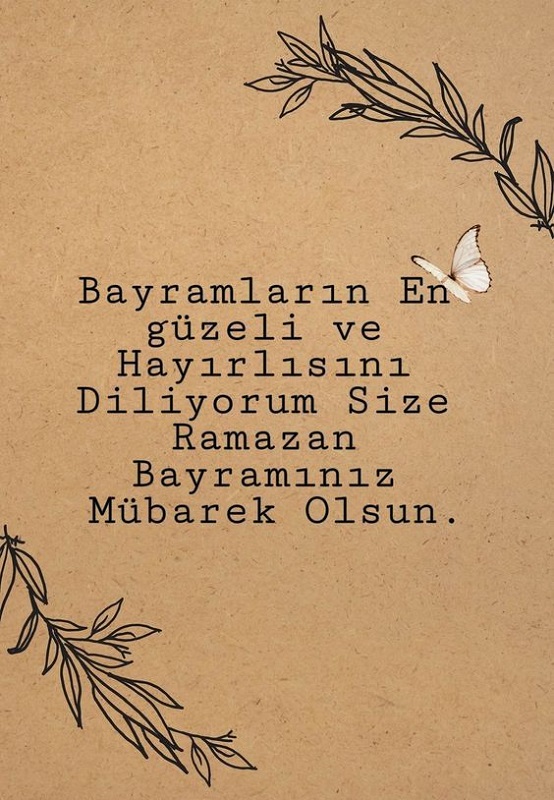 Bayramların En
güzeli ve
Hayırlısını
Diliyorum Size
Ramazan
Bayramınız
Mübarek Olsun.